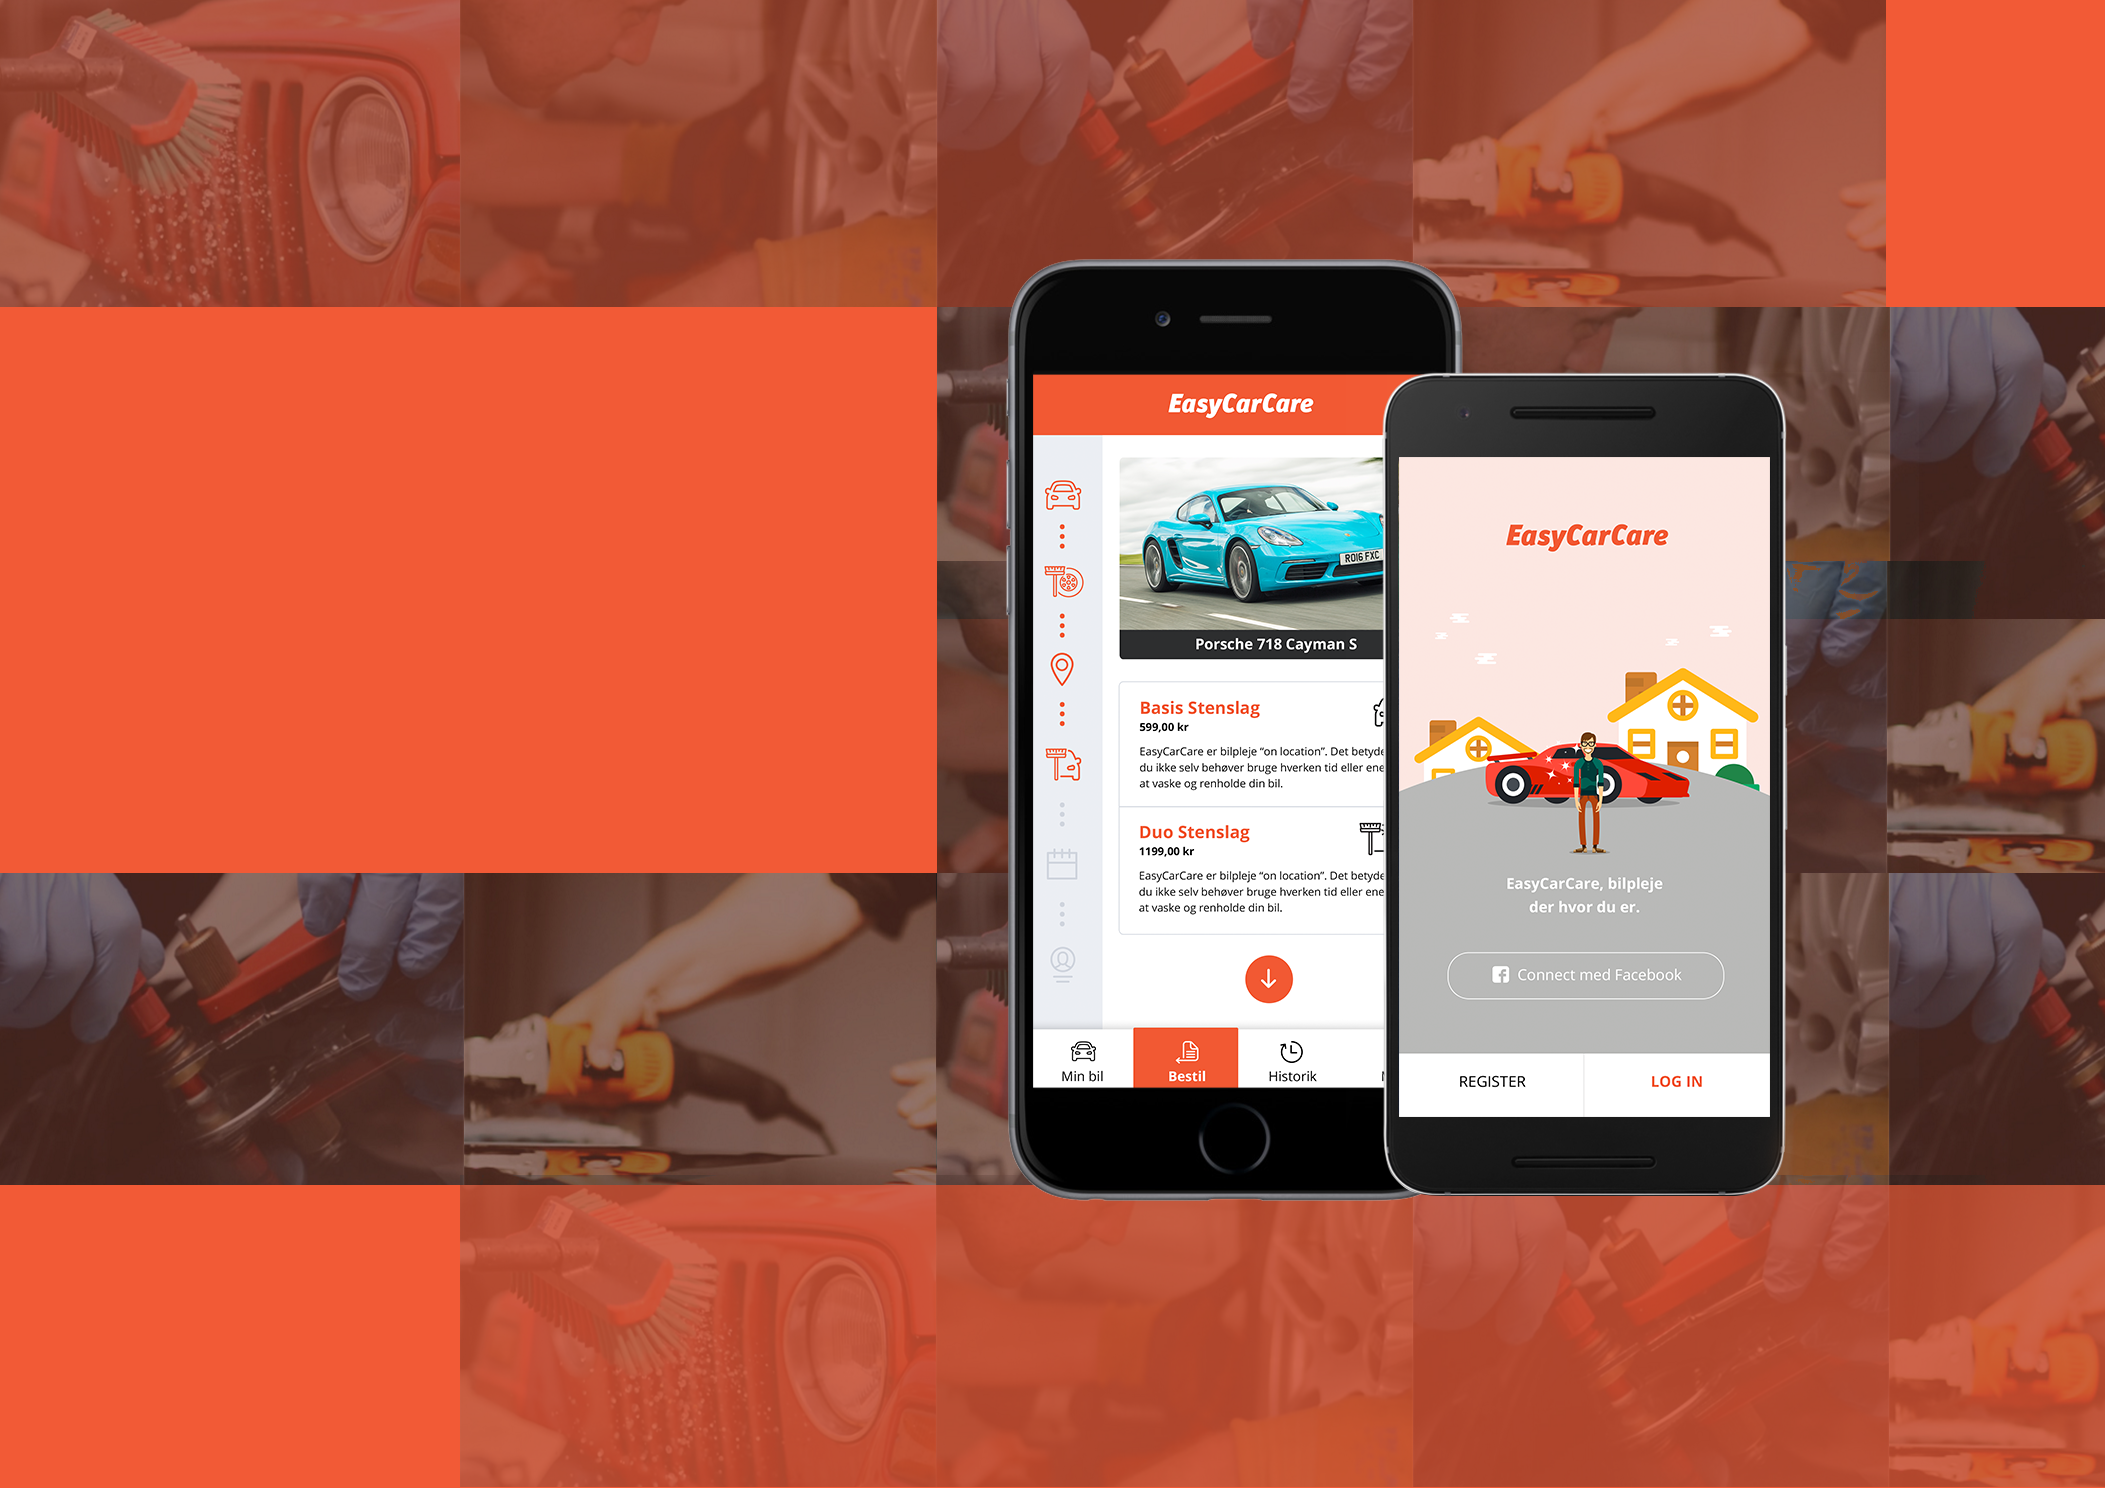 EasyCarCare
RO16 FXC
Porsche 718 Cayman S
Basis Stenslag
599,00 kr
EasyCarCare er bilpleje “on location”. Det betyde
du ikke selv behøver bruge hverken tid eller ene
at vaske og renholde din bil.
Duo Stenslag
1199,00 kr
EasyCarCare er bilpleje “on location”. Det betyde
du ikke selv behøver bruge hverken tid eller ene
at vaske og renholde din bil.
Min bil
Bestil
Historik
EasyCarCare
EasyCarCare, bilpleje
der hvor du er.
Connect med Facebook
REGISTER
LOG IN